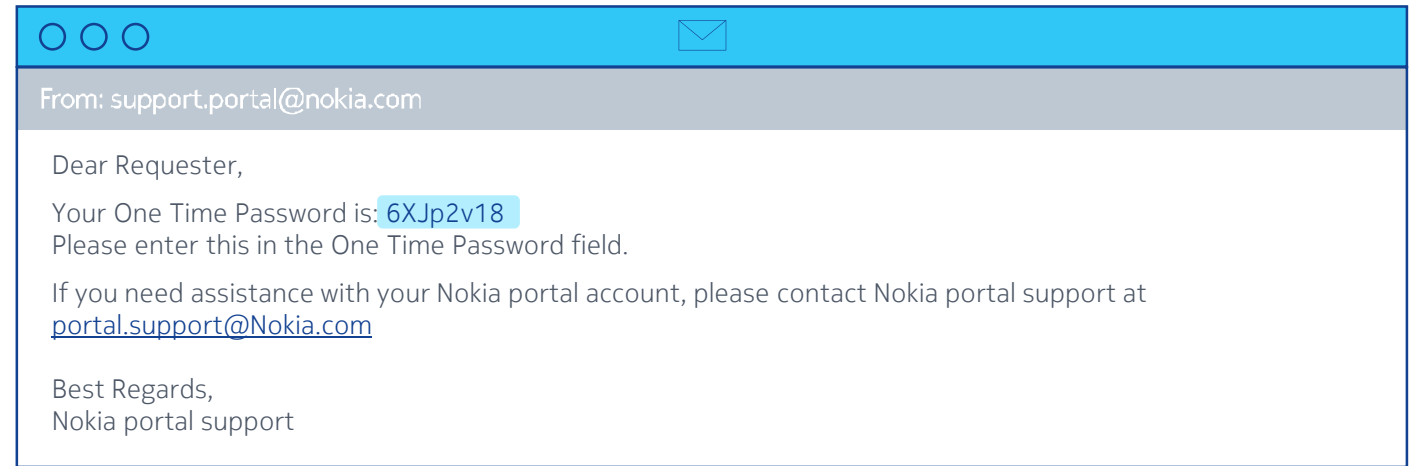 From: support.portal@nokia.com
Dear Requester,
Your One Time Password is: 6XJp2v18
Please enter this in the One Time Password field.
If you need assistance with your Nokia portal account, please contact Nokia portal support at
portal.support@Nokia.com
Best Regards,
Nokia portal support